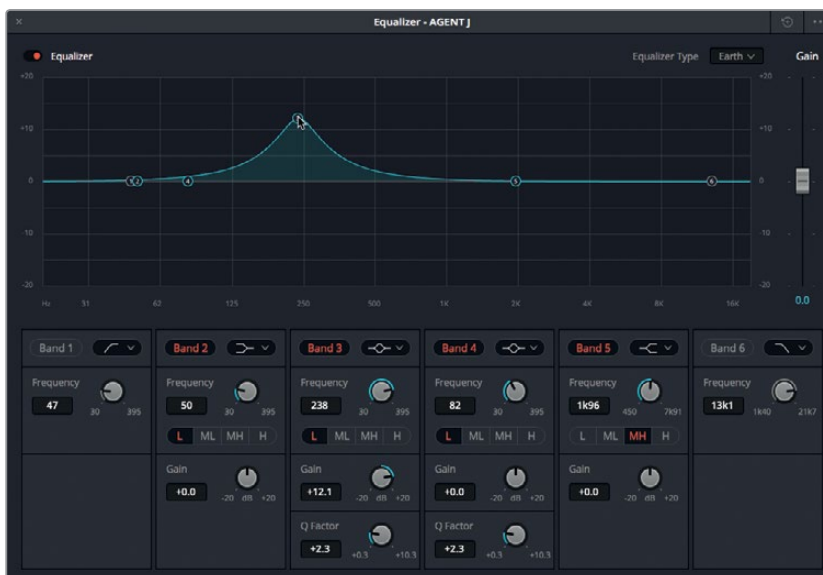 Equalizer - AGENT J
Equalizer
Equalizer Type Earth Gain
+20 +20
+10 +10
0 0
-10 -10
-20 -20
Hz 31 62 125 250 500 1K 2K 4K 8K 16K 0.0
1 2 4 5 6
Band 1 Band 2 Band 3 Band 4 Band 5 Band 6
Frequency Frequency Frequency Frequency Frequency Frequency
47 30 395 50 30 395 238 30 395 82 30 395 1k96 450 7k91 13k1 1k40 21k7
L ML MH H L ML MH H L ML MH H L ML MH H
Gain Gain Gain Gain
+0.0 -20 dB +20 +12.1 -20 dB +20 +0.0 -20 dB +20 +0.0 -20 dB +20
Q Factor Q Factor
+2.3 +0.3 +10.3 +2.3 +0.3 +10.3